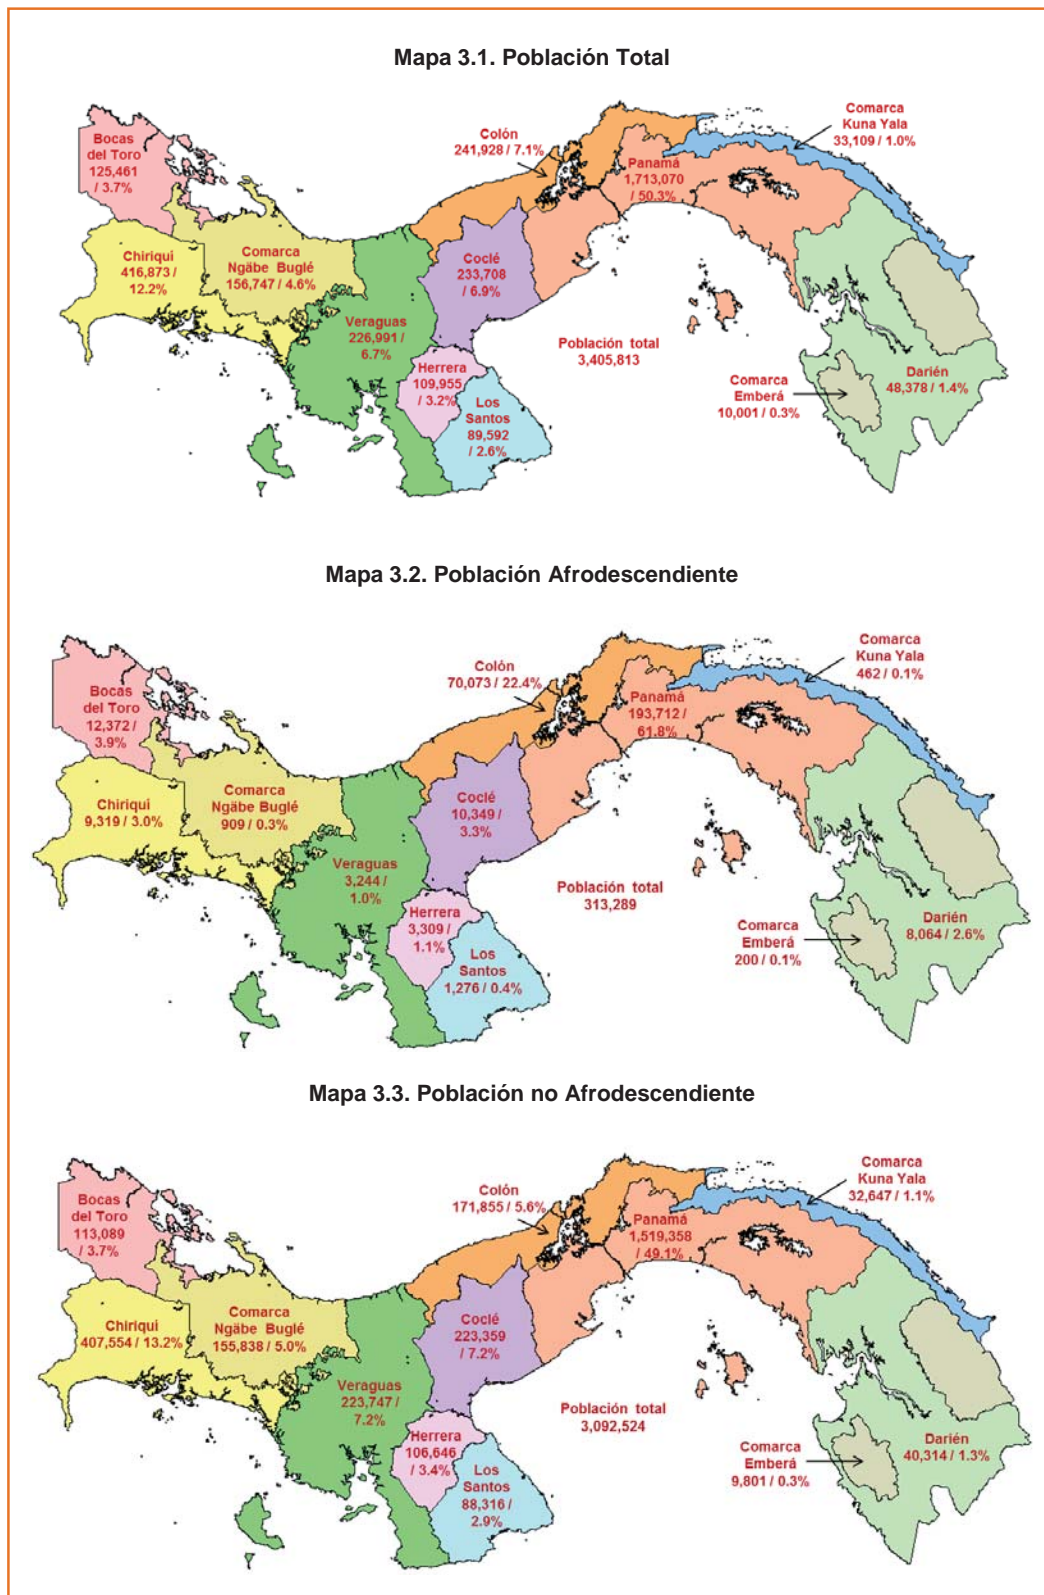 Mapa 3.1. Población Total
Bocas
del Toro
125,461
/ 3.7%
Colón
241,928 / 7.1%
Comarca
Kuna Yala
33,109 / 1.0%
Panamá
1,713,070
/ 50.3%
Chiriqui
416,873 /
12.2%
Comarca
Ngäbe Buglé
156,747 / 4.6%
Coclé
233,708
/ 6.9%
Veraguas
226,991 /
6.7%
Población total
3,405,813
Herrera
109,955
/ 3.2%
Los
Santos
89,592
/ 2.6%
Comarca
Emberá
10,001 / 0.3%
Darién
48,378 / 1.4%
Mapa 3.2. Población Afrodescendiente
Bocas
del Toro
12,372 /
3.9%
Colón
70,073 / 22.4%
Comarca
Kuna Yala
462 / 0.1%
Panamá
193,712 /
61.8%
Chiriqui
9,319 / 3.0%
Comarca
Ngäbe Buglé
909 / 0.3%
Coclé
10,349 /
3.3%
Veraguas
3,244 /
1.0%
Población total
313,289
Herrera
3,309 /
1.1%
Los
Santos
1,276 / 0.4%
Comarca
Emberá
200 / 0.1%
Darién
8,064 / 2.6%
Mapa 3.3. Población no Afrodescendiente
Bocas
del Toro
113,089
/ 3.7%
Colón
171,855 / 5.6%
Comarca
Kuna Yala
32,647 / 1.1%
Panamá
1,519,358
/ 49.1%
Chiriqui
407,554 / 13.2%
Comarca
Ngäbe Buglé
155,838 / 5.0%
Coclé
223,359
/ 7.2%
Veraguas
223,747 /
7.2%
Población total
3,092,524
Herrera
106,646
/ 3.4%
Los
Santos
88,316 /
2.9%
Comarca
Emberá
9,801 / 0.3%
Darién
40,314 / 1.3%